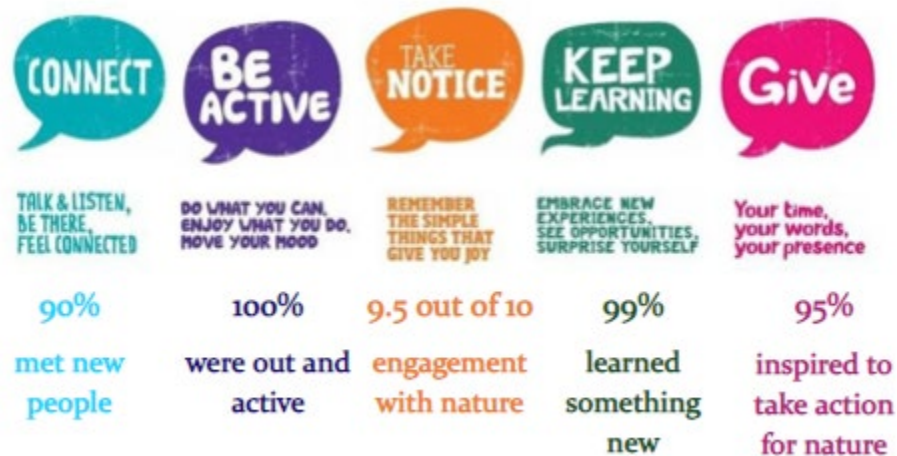 CONNECT
BE
ACTIVE
TAKE
NOTICE
KEEP
LEARNING
Give
TALK & LISTEN,
BE THERE,
FEEL CONNECTED
DO WHAT YOU CAN,
ENJOY WHAT YOU DO,
MOVE YOUR MOOD
REMEMBER
THE SIMPLE
THINGS THAT
GIVE YOU JOY
EMBRACE NEW
EXPERIENCES,
SEE OPPORTUNITIES,
SURPRISE YOURSELF
Your time,
your words,
your presence
90%
met new
people
100%
were out and
active
9.5 out of 10
engagement
with nature
99%
learned
something
new
95%
inspired to
take action
for nature